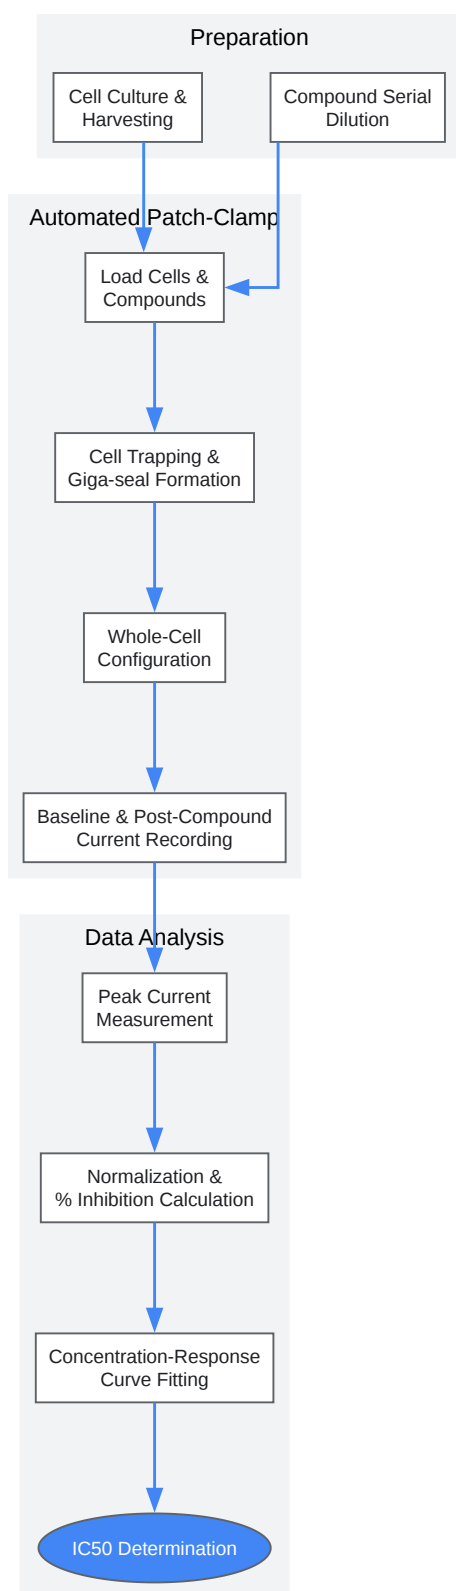 Preparation
Cell Culture &
Harvesting
Compound Serial
Dilution
Automated Patch-Clamp
Load Cells &
Compounds
Cell Trapping &
Giga-seal Formation
Whole-Cell
Configuration
Baseline & Post-Compound
Current Recording
Data Analysis
Peak Current
Measurement
Normalization &
% Inhibition Calculation
Concentration-Response
Curve Fitting
IC50 Determination